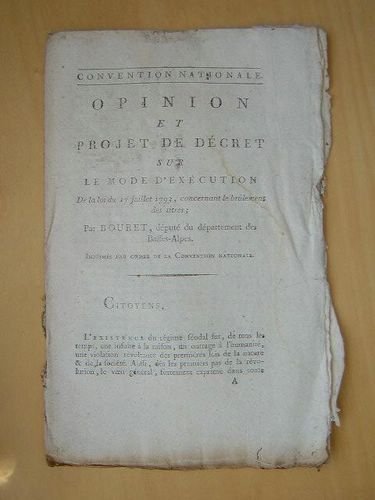 CONVENTION NATIONALE.
OPINION
ET
PROJET DE DÉCRET
SUR
LE MODE D'EXÉCUTION
De la loi du 17 juillet 1793, concernant le brûlement
des titres;
Par BOURET, député du département des
Basses-Alpes.
IMPRIMÉS PAR ORDRE DE LA CONVENTION NATIONALE.
CITOYENS,
L'EXISTENCE du régime féodal fut, de tous les
temps, une insulte à la raison, un outrage à l'humanité,
une violation révoltante des premières lois de la nature
& de la société. Aussi, dès les premiers pas de la révo-
lution, le vœu général, fortement exprimé dans toute
A